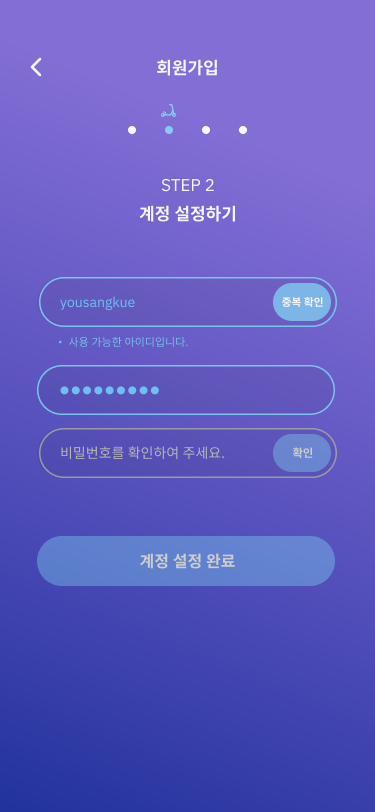 회원가입
STEP 2
계정 설정하기
yousangkue
중복 확인
• 사용 가능한 아이디입니다.
비밀번호를 확인하여 주세요.
확인
계정 설정 완료